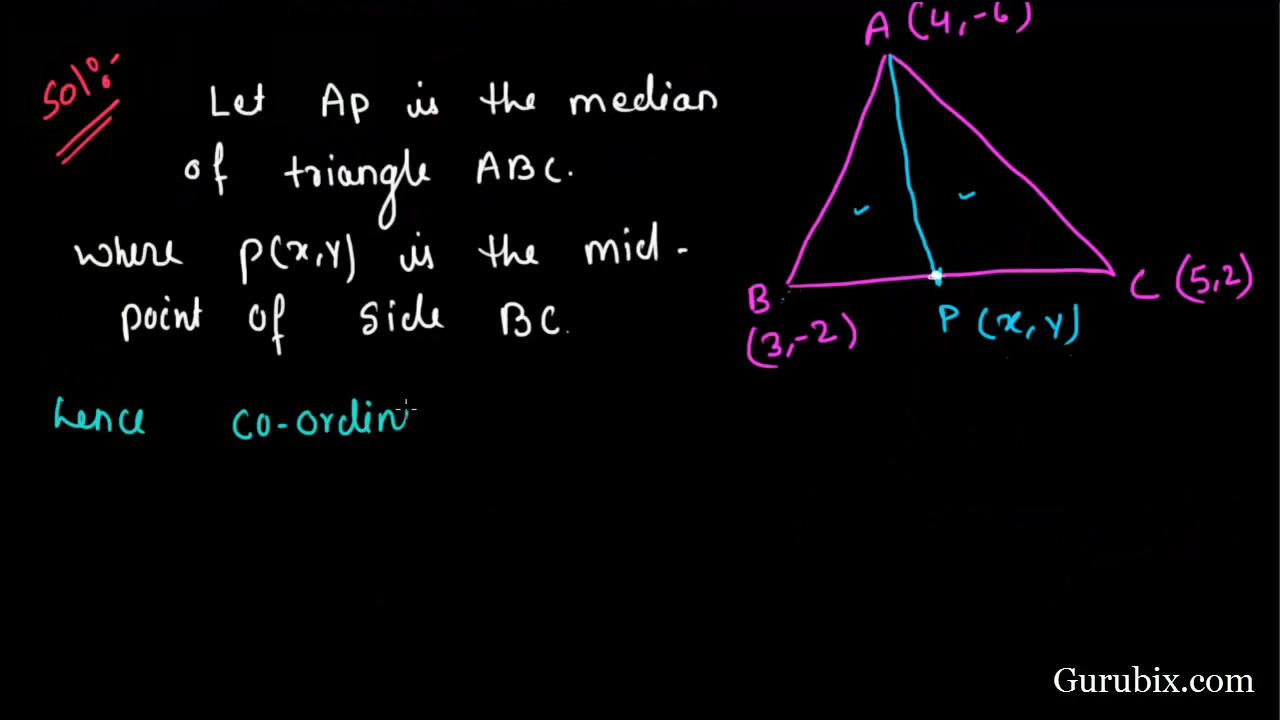 Sol:-
Let AP is the median
of triangle ABC.
where P(x,y) is the mid-
point of side BC.
hence co-ordin
A (4,-6)
B
(3,-2)
C (5,2)
P (x,y)
Gurubix.com